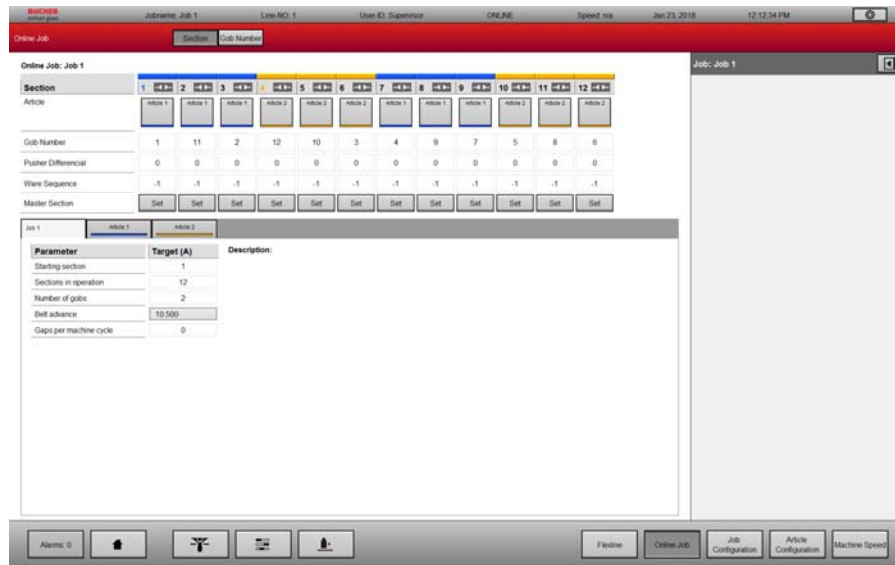 BUCHER
emhart glass
Jobname: Job 1 Line-NO: 1 User-ID: Supervisor ONLINE Speed: n/a Jan 23, 2018 12:12:34 PM
Online Job Section Gob Number
Online Job: Job 1
Job: Job 1
Section 1 2 3 4 5 6 7 8 9 10 11 12
Article Article 1 Article 1 Article 1 Article 2 Article 2 Article 2 Article 1 Article 1 Article 1 Article 2 Article 2 Article 2
Gob Number 1 11 2 12 10 3 4 9 7 5 8 6
Pusher Differencial 0 0 0 0 0 0 0 0 0 0 0 0
Ware Sequence -1 -1 -1 -1 -1 -1 -1 -1 -1 -1 -1 -1
Master Section Set Set Set Set Set Set Set Set Set Set Set Set
Job 1 Article 1 Article 2
Parameter Target (A) Description:
Starting section 1
Sections in operation 12
Number of gobs 2
Belt advance 10.500
Gaps per machine cycle 0
Alarms: 0 Flexline Online Job Job Configuration Article Configuration Machine Speed